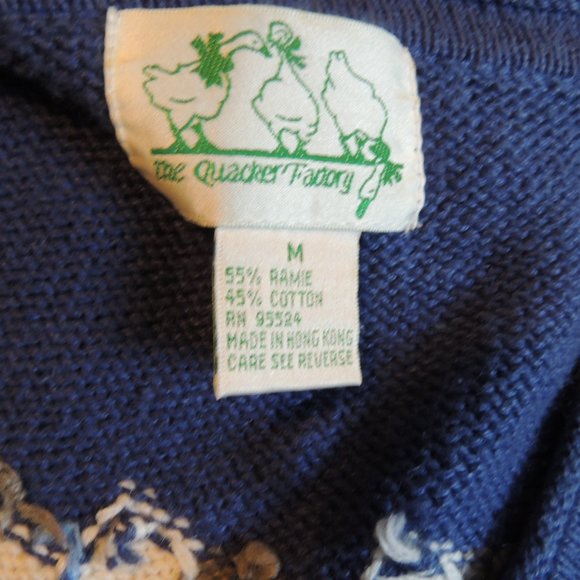 The Quacker Factory
M
55% RAMIE
45% COTTON
RN 95524
MADE IN HONG KONG
CARE SEE REVERSE